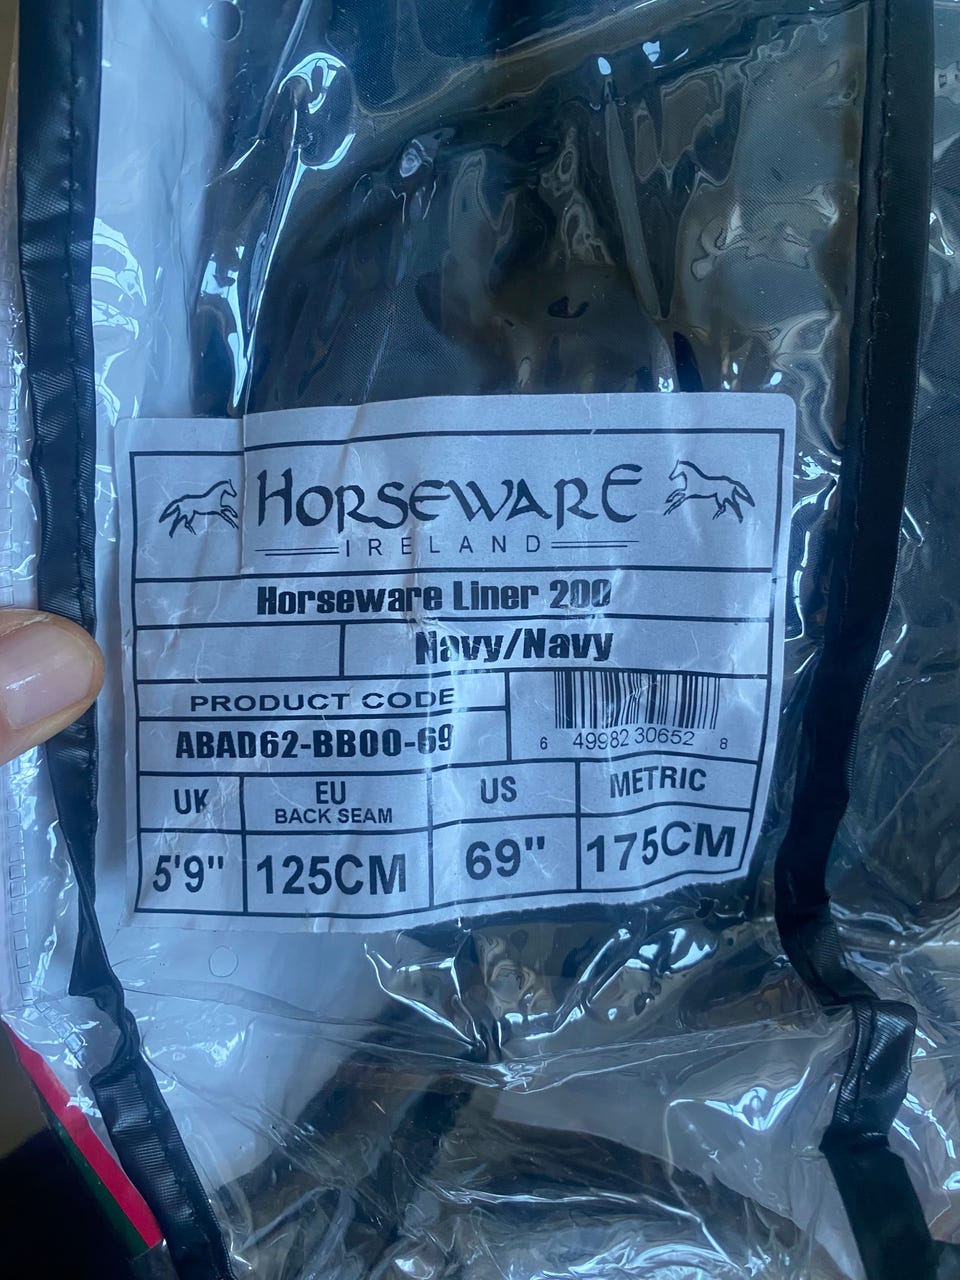 HORSEWARE
IRELAND
Horseware Liner 200
Navy/Navy
PRODUCT CODE
ABAD62-BB00-69
6 49982 30652 8
UK
EU
BACK SEAM
US
METRIC
5'9"
125CM
69"
175CM